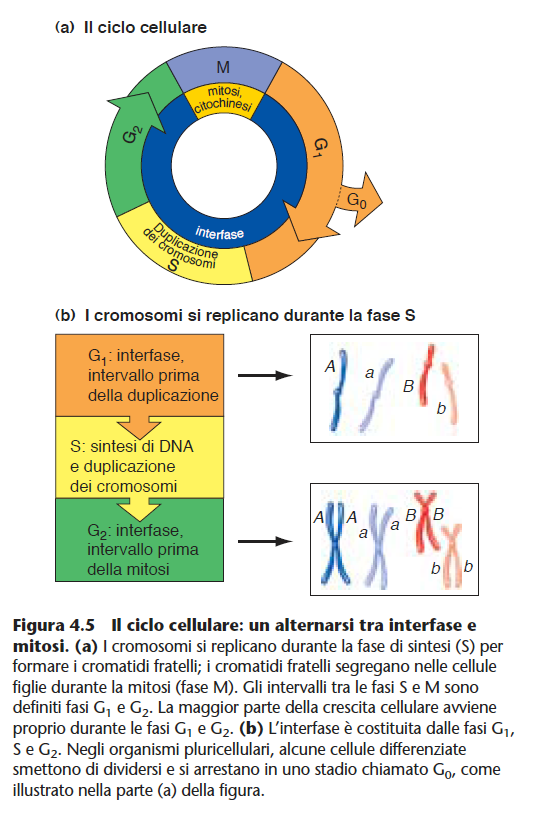 (a) Il ciclo cellulare
M
mitosi,
citochinesi
G₂
G₁
G₀
interfase
Duplicazione
dei cromosomi
S
(b) I cromosomi si replicano durante la fase S
G₁: interfase,
intervallo prima
della duplicazione
A
a
B
b
S: sintesi di DNA
e duplicazione
dei cromosomi
G₂: interfase,
intervallo prima
della mitosi
A A
a a
B B
b b
Figura 4.5 Il ciclo cellulare: un alternarsi tra interfase e
mitosi. (a) I cromosomi si replicano durante la fase di sintesi (S) per
formare i cromatidi fratelli; i cromatidi fratelli segregano nelle cellule
figlie durante la mitosi (fase M). Gli intervalli tra le fasi S e M sono
definiti fasi G₁ e G₂. La maggior parte della crescita cellulare avviene
proprio durante le fasi G₁ e G₂. (b) L’interfase è costituita dalle fasi G₁,
S e G₂. Negli organismi pluricellulari, alcune cellule differenziate
smettono di dividersi e si arrestano in uno stadio chiamato G₀, come
illustrato nella parte (a) della figura.